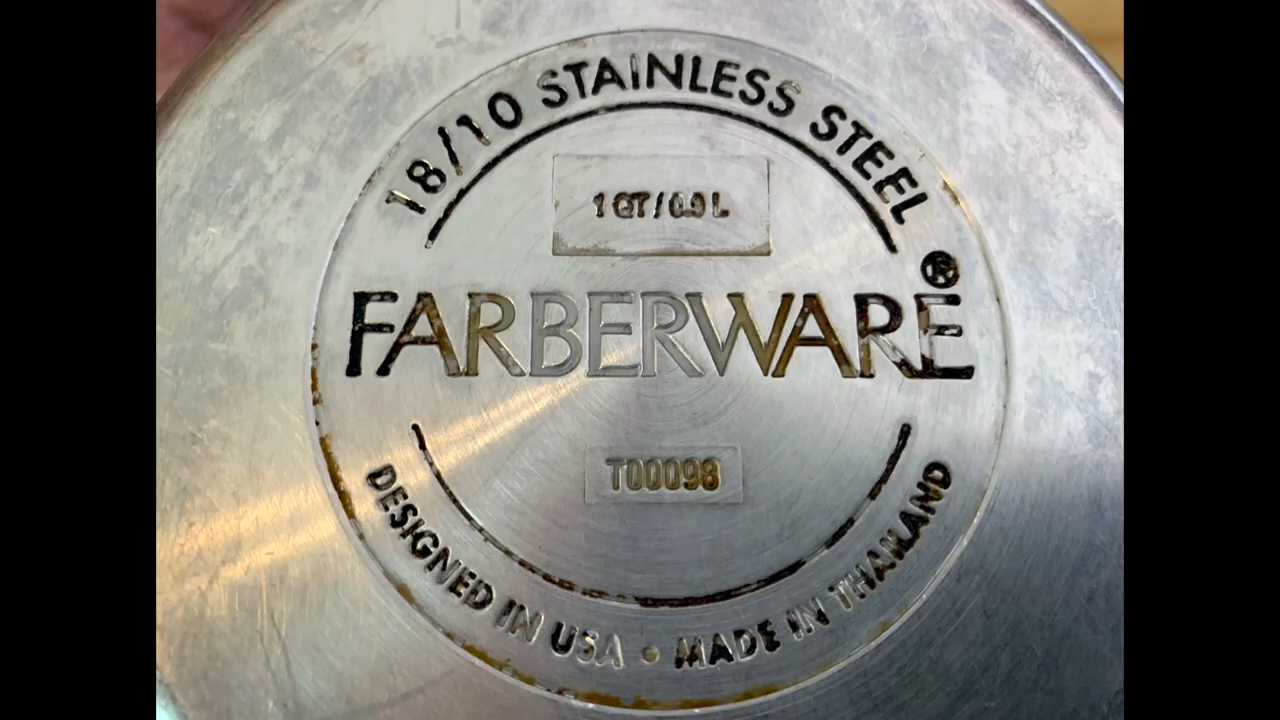 18/10 STAINLESS STEEL
1 QT / 0.9 L
FARBERWARE®
T00098
DESIGNED IN USA • MADE IN THAILAND